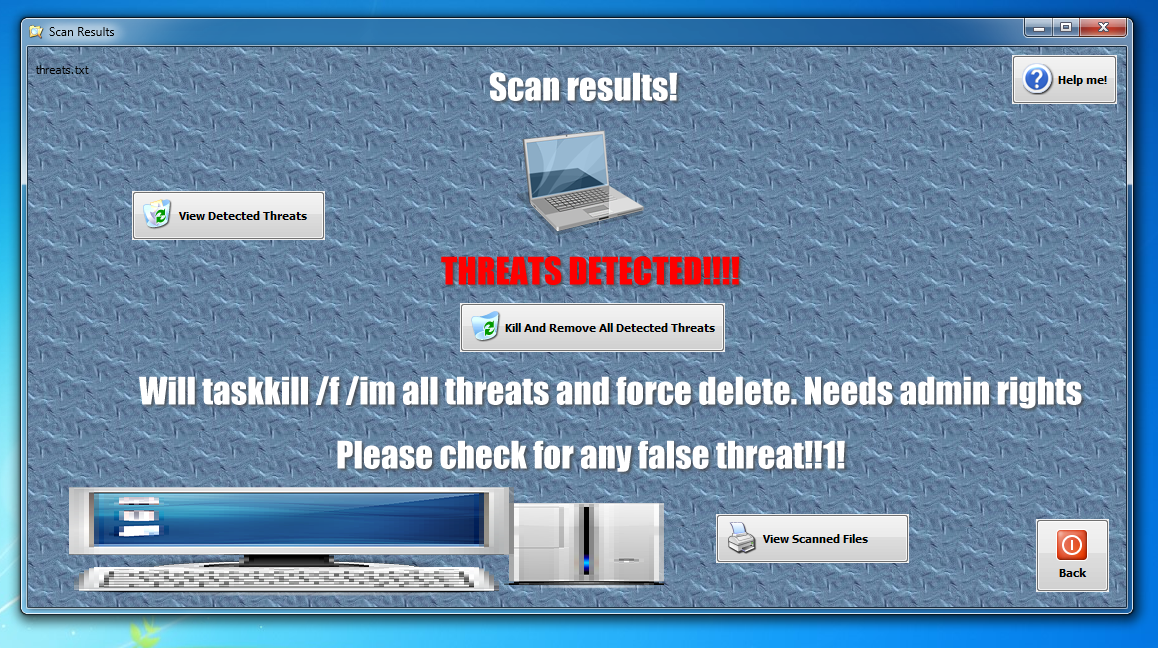 Scan Results
threats.txt
Scan results!
Help me!
View Detected Threats
THREATS DETECTED!!!!
Kill And Remove All Detected Threats
Will taskkill /f /im all threats and force delete. Needs admin rights
Please check for any false threat!!1!
View Scanned Files
Back